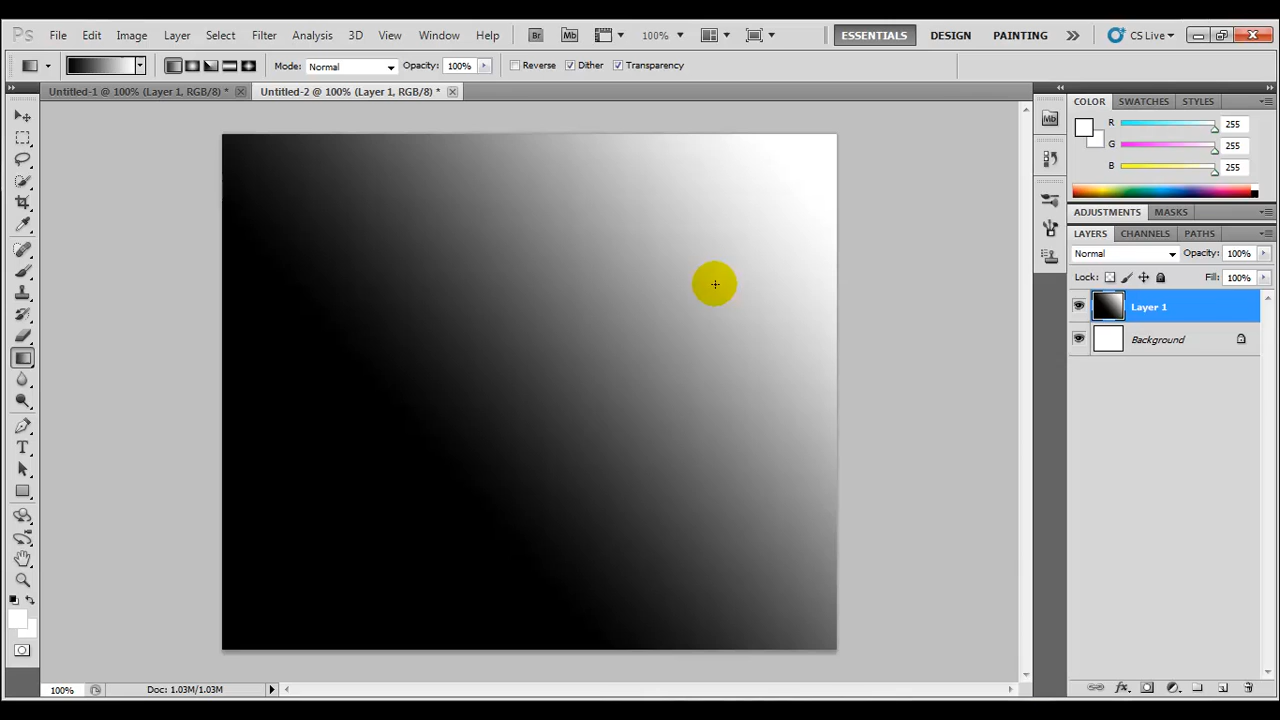 Ps File Edit Image Layer Select Filter Analysis 3D View Window Help Br Mb 100% ESSENTIALS DESIGN PAINTING CS Live
Mode: Normal Opacity: 100% Reverse Dither Transparency
Untitled-1 @ 100% (Layer 1, RGB/8) * Untitled-2 @ 100% (Layer 1, RGB/8) *
Mb
COLOR SWATCHES STYLES
R 255
G 255
B 255
ADJUSTMENTS MASKS
LAYERS CHANNELS PATHS
Normal Opacity: 100%
Lock: Fill: 100%
Layer 1
Background
T
100% Doc: 1.03M/1.03M
fx